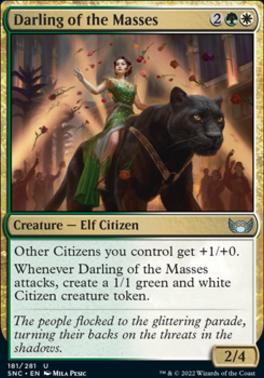 Darling of the Masses 2
Creature — Elf Citizen
Other Citizens you control get +1/+0.
Whenever Darling of the Masses
attacks, create a 1/1 green and white
Citizen creature token.
The people flocked to the glittering parade,
turning their backs on the threats in the
shadows.
2/4
181/281 U
SNC • EN Mila Pesic
™ & © 2022 Wizards of the Coast